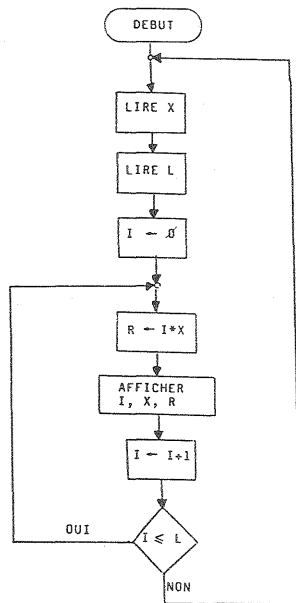 DEBUT
LIRE X
LIRE L
I ← Ø
R ← I*X
AFFICHER
I, X, R
I ← I+1
OUI
I ⩽ L
NON